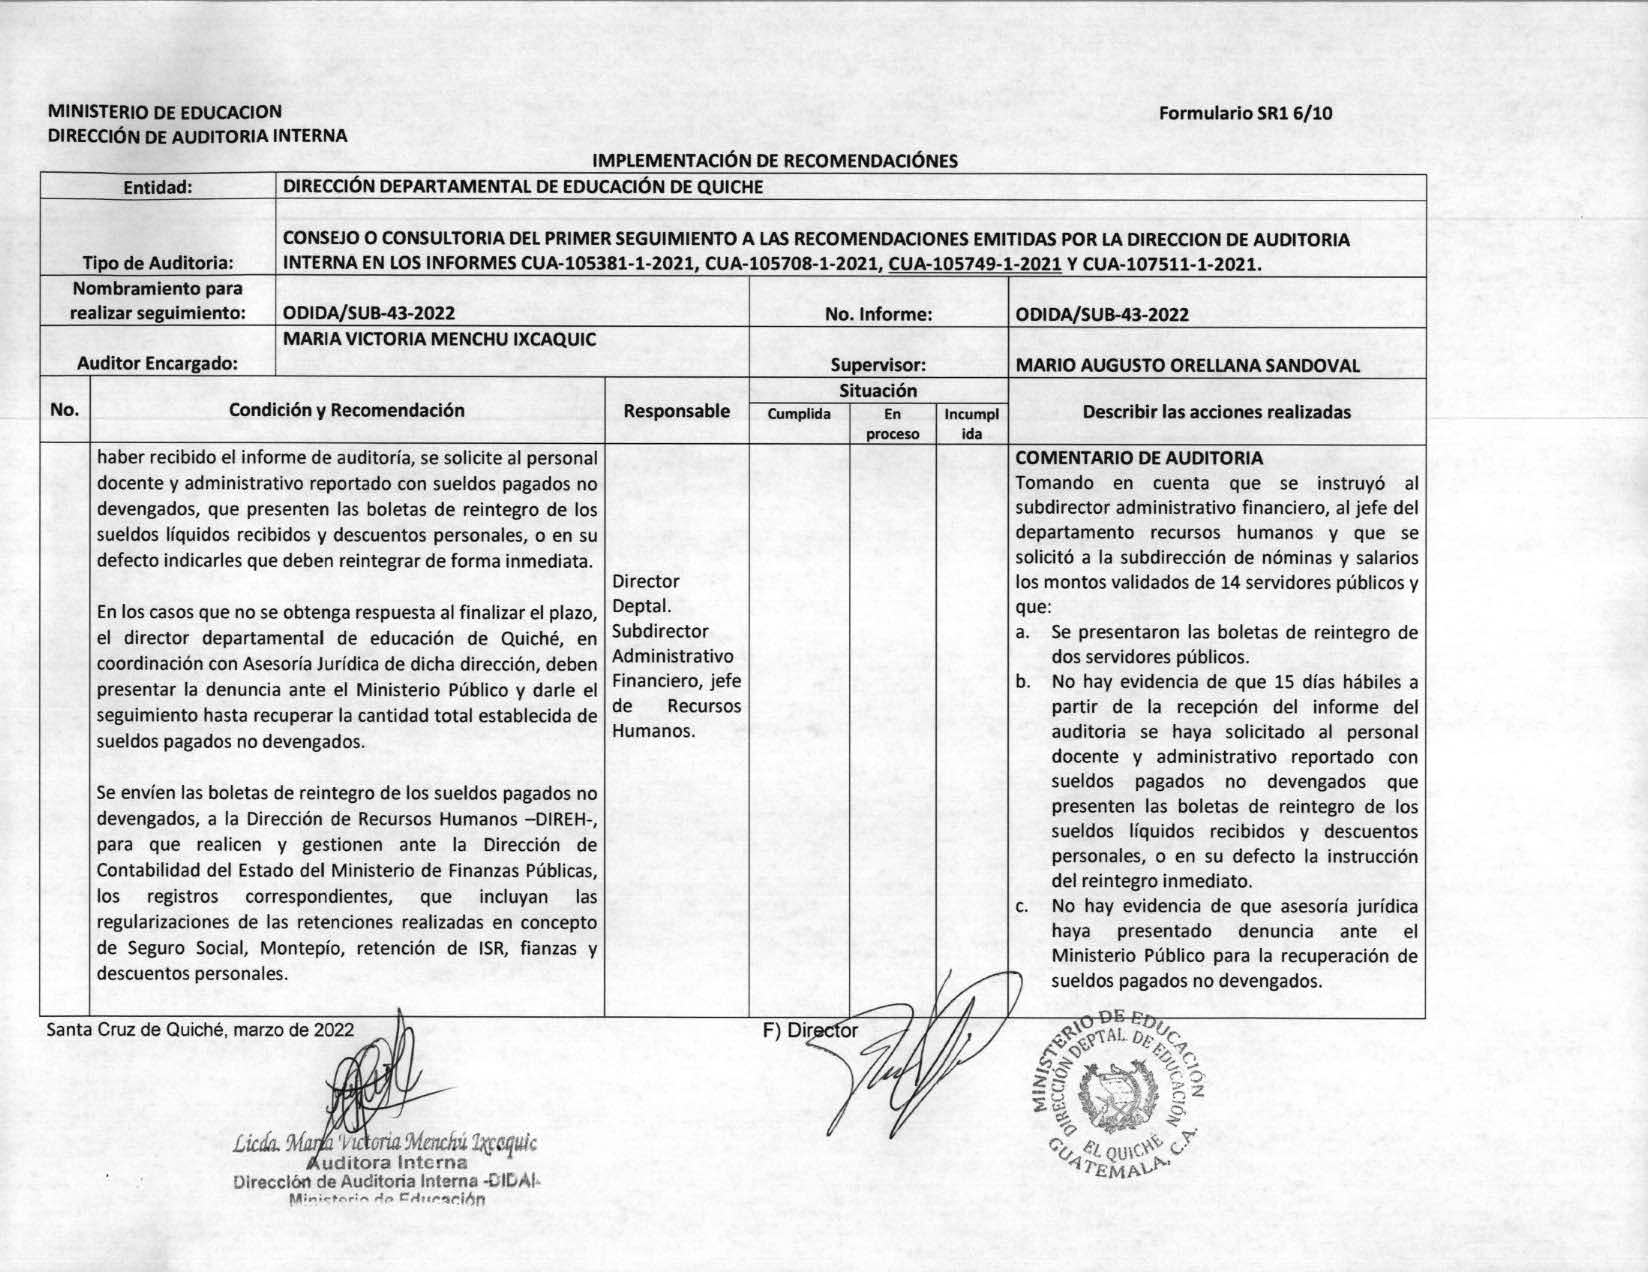 MINISTERIO DE EDUCACION
DIRECCIÓN DE AUDITORIA INTERNA
Formulario SR1 6/10
IMPLEMENTACIÓN DE RECOMENDACIÓNES
Entidad:
DIRECCIÓN DEPARTAMENTAL DE EDUCACIÓN DE QUICHE
Tipo de Auditoria:
CONSEJO O CONSULTORIA DEL PRIMER SEGUIMIENTO A LAS RECOMENDACIONES EMITIDAS POR LA DIRECCION DE AUDITORIA
INTERNA EN LOS INFORMES CUA-105381-1-2021, CUA-105708-1-2021, CUA-105749-1-2021 Y CUA-107511-1-2021.
Nombramiento para
realizar seguimiento:
ODIDA/SUB-43-2022
No. Informe:
ODIDA/SUB-43-2022
Auditor Encargado:
MARIA VICTORIA MENCHU IXCAQUIC
Supervisor:
MARIO AUGUSTO ORELLANA SANDOVAL
No.
Condición y Recomendación
Responsable
Situación
Cumplida
En
proceso
Incumpl
ida
Describir las acciones realizadas
haber recibido el informe de auditoría, se solicite al personal
docente y administrativo reportado con sueldos pagados no
devengados, que presenten las boletas de reintegro de los
sueldos líquidos recibidos y descuentos personales, o en su
defecto indicarles que deben reintegrar de forma inmediata.
En los casos que no se obtenga respuesta al finalizar el plazo,
el director departamental de educación de Quiché, en
coordinación con Asesoría Jurídica de dicha dirección, deben
presentar la denuncia ante el Ministerio Público y darle el
seguimiento hasta recuperar la cantidad total establecida de
sueldos pagados no devengados.
Se envíen las boletas de reintegro de los sueldos pagados no
devengados, a la Dirección de Recursos Humanos –DIREH-,
para que realicen y gestionen ante la Dirección de
Contabilidad del Estado del Ministerio de Finanzas Públicas,
los registros correspondientes, que incluyan las
regularizaciones de las retenciones realizadas en concepto
de Seguro Social, Montepío, retención de ISR, fianzas y
descuentos personales.
Director
Deptal.
Subdirector
Administrativo
Financiero, jefe
de Recursos
Humanos.
COMENTARIO DE AUDITORIA
Tomando en cuenta que se instruyó al
subdirector administrativo financiero, al jefe del
departamento recursos humanos y que se
solicitó a la subdirección de nóminas y salarios
los montos validados de 14 servidores públicos y
que:
a. Se presentaron las boletas de reintegro de
dos servidores públicos.
b. No hay evidencia de que 15 días hábiles a
partir de la recepción del informe del
auditoria se haya solicitado al personal
docente y administrativo reportado con
sueldos pagados no devengados que
presenten las boletas de reintegro de los
sueldos líquidos recibidos y descuentos
personales, o en su defecto la instrucción
del reintegro inmediato.
c. No hay evidencia de que asesoría jurídica
haya presentado denuncia ante el
Ministerio Público para la recuperación de
sueldos pagados no devengados.
Santa Cruz de Quiché, marzo de 2022
F) Director
Licda. María Victoria Menchú Ixcaquic
Auditora Interna
Dirección de Auditoria Interna -DIDAI-
Ministerio de Educación
MINISTERIO DE EDUCACIÓN
DIRECCIÓN DEPTAL. DE EDUCACIÓN
EL QUICHÉ
GUATEMALA, C.A.